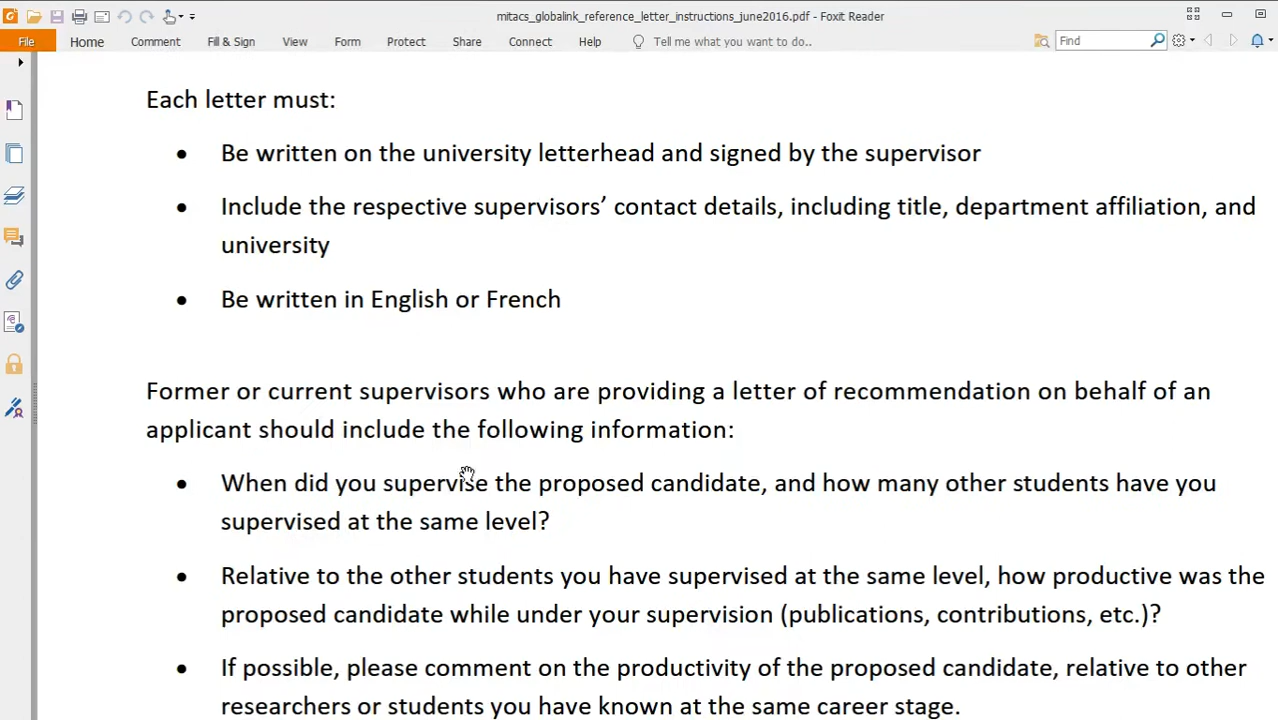 mitacs_globalink_reference_letter_instructions_june2016.pdf - Foxit Reader
File Home Comment Fill & Sign View Form Protect Share Connect Help Tell me what you want to do.. Find
Each letter must:
• Be written on the university letterhead and signed by the supervisor
• Include the respective supervisors’ contact details, including title, department affiliation, and
university
• Be written in English or French
Former or current supervisors who are providing a letter of recommendation on behalf of an
applicant should include the following information:
• When did you supervise the proposed candidate, and how many other students have you
supervised at the same level?
• Relative to the other students you have supervised at the same level, how productive was the
proposed candidate while under your supervision (publications, contributions, etc.)?
• If possible, please comment on the productivity of the proposed candidate, relative to other
researchers or students you have known at the same career stage.